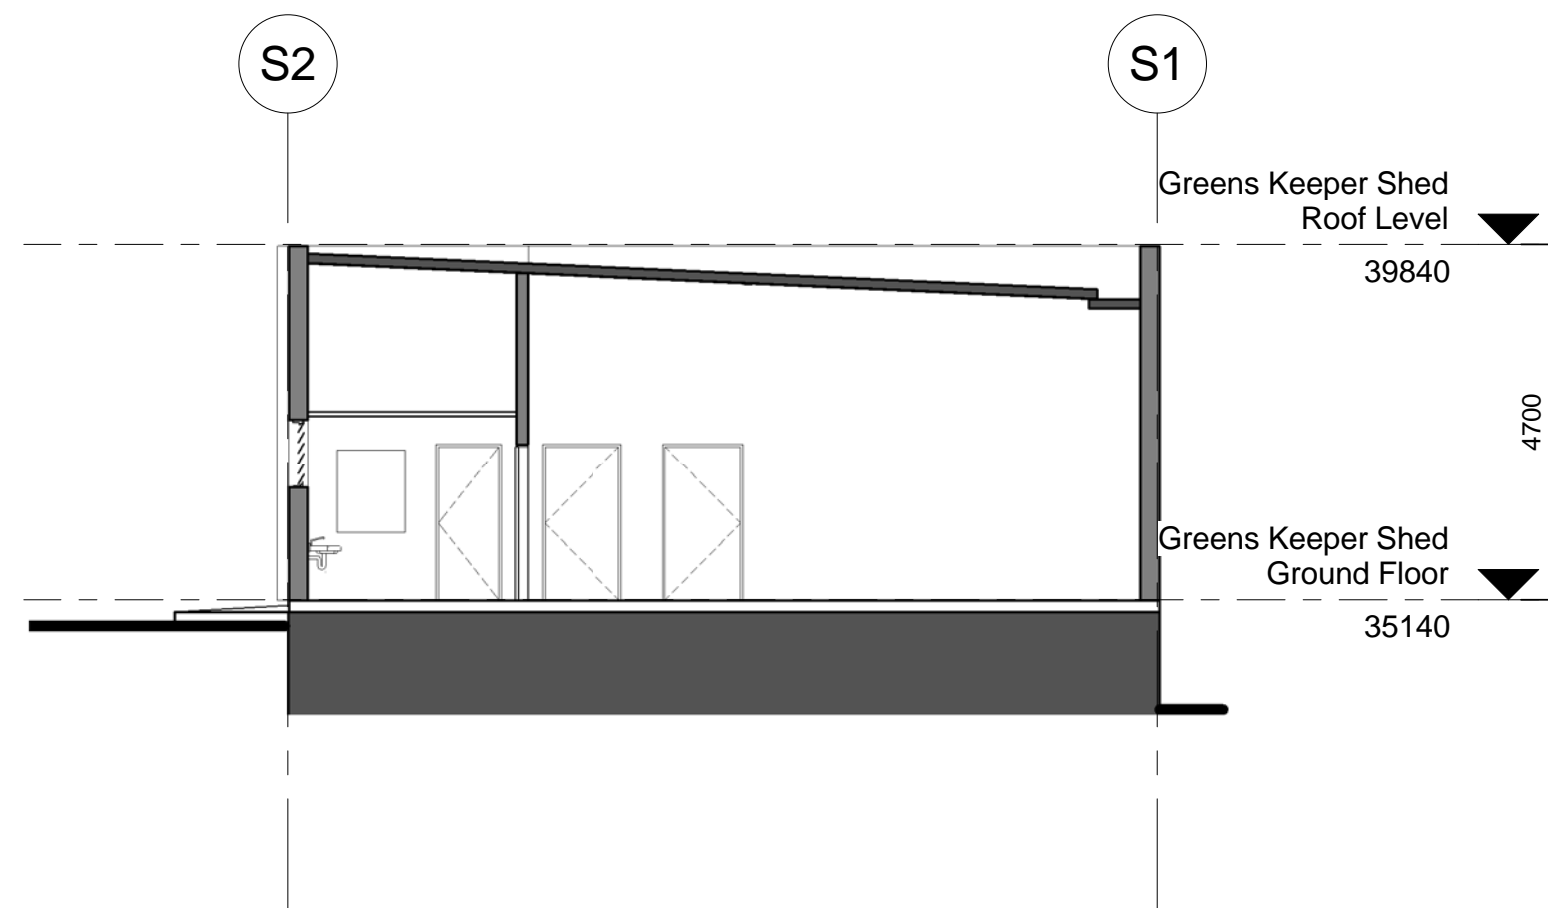 S2
S1
Greens Keeper Shed
Roof Level
39840
4700
Greens Keeper Shed
Ground Floor
35140